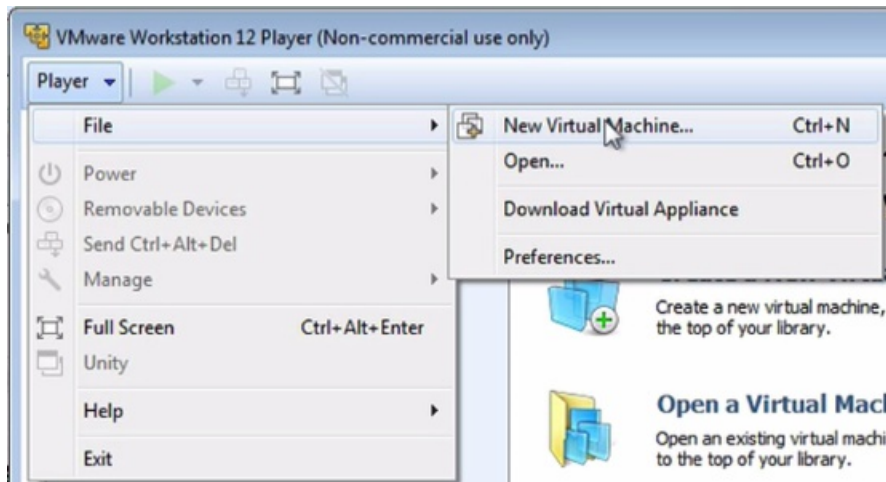 VMware Workstation 12 Player (Non-commercial use only)
Player
File
New Virtual Machine... Ctrl+N
Open... Ctrl+O
Power
Removable Devices
Download Virtual Appliance
Send Ctrl+Alt+Del
Preferences...
Manage
Create a new virtual machine,
the top of your library.
Full Screen Ctrl+Alt+Enter
Unity
Help
Open a Virtual Mac
Open an existing virtual machi
to the top of your library.
Exit